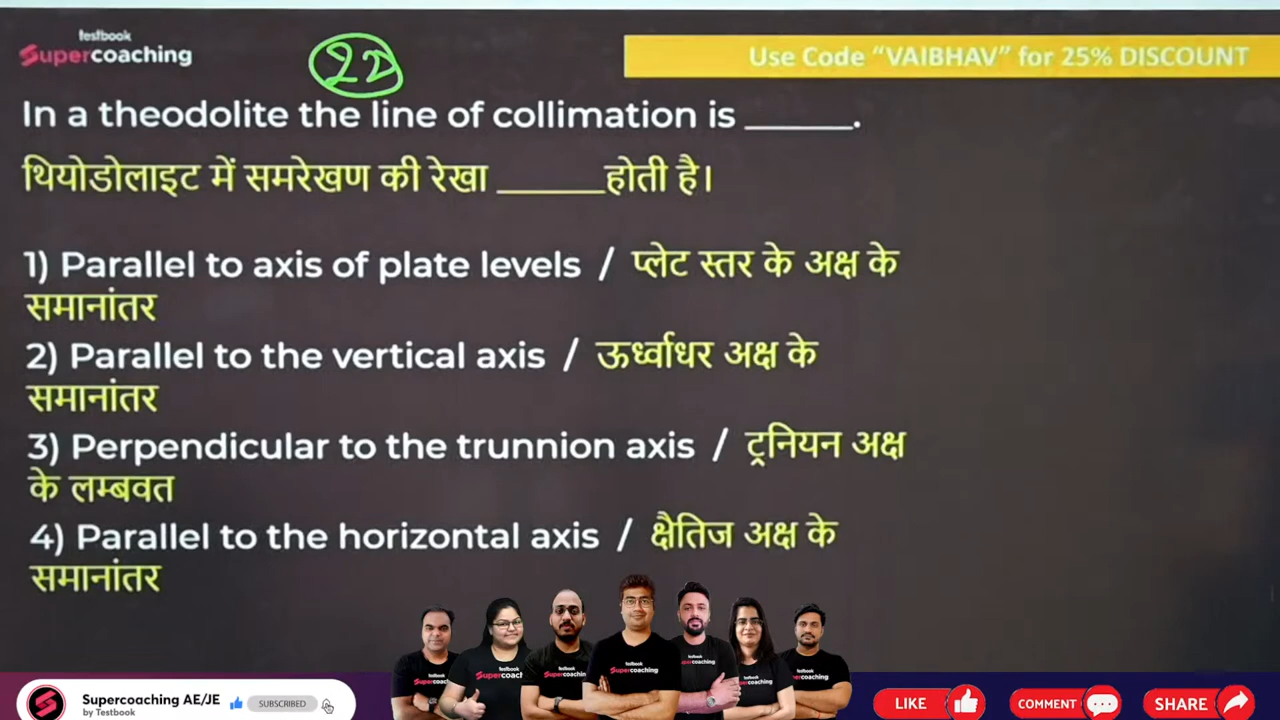 testbook
Supercoaching
22
Use Code “VAIBHAV” for 25% DISCOUNT
In a theodolite the line of collimation is ______.
थियोडोलाइट में समरेखण की रेखा ______होती है।
1) Parallel to axis of plate levels / प्लेट स्तर के अक्ष के
समानांतर
2) Parallel to the vertical axis / ऊर्ध्वाधर अक्ष के
समानांतर
3) Perpendicular to the trunnion axis / ट्रनियन अक्ष
के लम्बवत
4) Parallel to the horizontal axis / क्षैतिज अक्ष के
समानांतर
testbook
Supercoaching
Supercoaching AE/JE
by Testbook
SUBSCRIBED
LIKE
COMMENT
SHARE